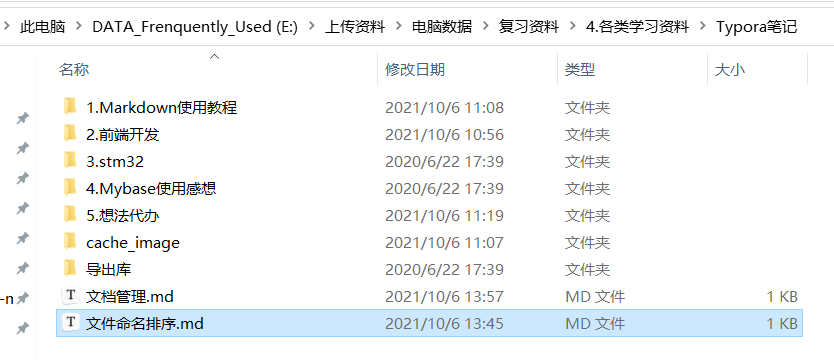 此电脑 > DATA_Frenquently_Used (E:) > 上传资料 > 电脑数据 > 复习资料 > 4.各类学习资料 > Typora笔记
名称 修改日期 类型 大小
1.Markdown使用教程 2021/10/6 11:08 文件夹
2.前端开发 2021/10/6 10:56 文件夹
3.stm32 2020/6/22 17:39 文件夹
4.Mybase使用感想 2020/6/22 17:39 文件夹
5.想法代办 2021/10/6 11:19 文件夹
cache_image 2021/10/6 11:07 文件夹
导出库 2020/6/22 17:39 文件夹
-n T 文档管理.md 2021/10/6 13:57 MD 文件 1 KB
T 文件命名排序.md 2021/10/6 13:45 MD 文件 1 KB